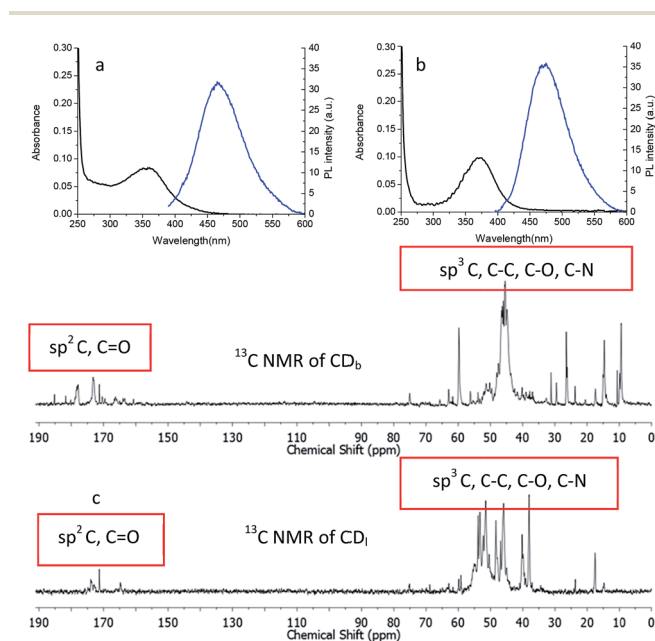 a
0.30
0.25
0.20
0.15
0.10
0.05
0.00
Absorbance
40
35
30
25
20
15
10
5
0
PL intensity (a.u.)
250 300 350 400 450 500 550 600
Wavelength(nm)
b
0.30
0.25
0.20
0.15
0.10
0.05
0.00
Absorbance
40
35
30
25
20
15
10
5
0
PL intensity (a.u.)
250 300 350 400 450 500 550 600
Wavelength(nm)
sp³ C, C-C, C-O, C-N
sp² C, C=O
¹³C NMR of CD_b
190 170 150 130 110 90 80 70 60 50 40 30 20 10 0
Chemical Shift (ppm)
c
sp³ C, C-C, C-O, C-N
sp² C, C=O
¹³C NMR of CD_l
190 170 150 130 110 90 80 70 60 50 40 30 20 10 0
Chemical Shift (ppm)